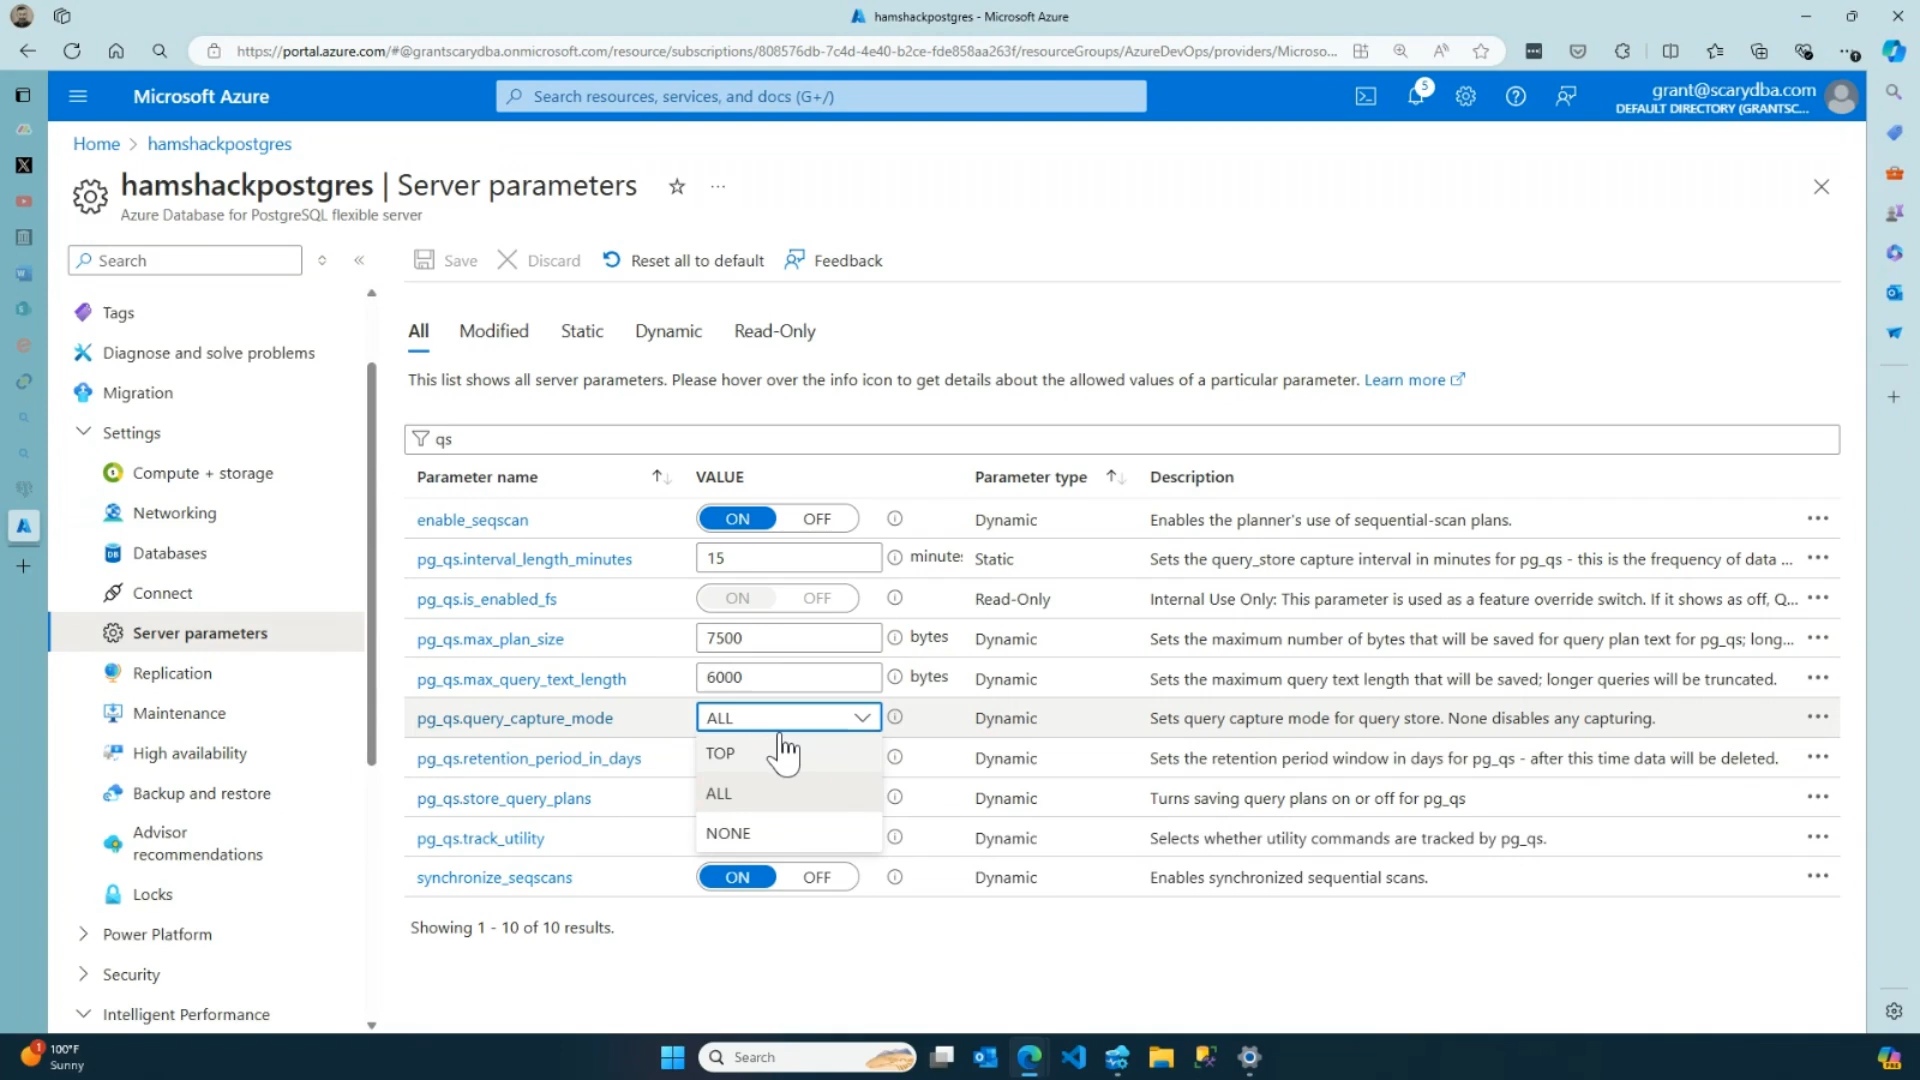 hamshackpostgres - Microsoft Azure
https://portal.azure.com/#@grantscarydba.onmicrosoft.com/resource/subscriptions/808576db-7c4d-4e40-b2ce-fde858aa263f/resourceGroups/AzureDevOps/providers/Microso...
Microsoft Azure
Search resources, services, and docs (G+/)
5
grant@scarydba.com
DEFAULT DIRECTORY (GRANTSC...
Home > hamshackpostgres
hamshackpostgres | Server parameters
Azure Database for PostgreSQL flexible server
Search
Save Discard Reset all to default Feedback
Tags
Diagnose and solve problems
Migration
Settings
Compute + storage
Networking
Databases
Connect
Server parameters
Replication
Maintenance
High availability
Backup and restore
Advisor
recommendations
Locks
Power Platform
Security
Intelligent Performance
All Modified Static Dynamic Read-Only
This list shows all server parameters. Please hover over the info icon to get details about the allowed values of a particular parameter. Learn more
qs
Parameter name VALUE Parameter type Description
enable_seqscan ON OFF Dynamic Enables the planner's use of sequential-scan plans.
pg_qs.interval_length_minutes 15 minutes Static Sets the query_store capture interval in minutes for pg_qs - this is the frequency of data ...
pg_qs.is_enabled_fs ON OFF Read-Only Internal Use Only: This parameter is used as a feature override switch. If it shows as off, Q...
pg_qs.max_plan_size 7500 bytes Dynamic Sets the maximum number of bytes that will be saved for query plan text for pg_qs; long...
pg_qs.max_query_text_length 6000 bytes Dynamic Sets the maximum query text length that will be saved; longer queries will be truncated.
pg_qs.query_capture_mode ALL Dynamic Sets query capture mode for query store. None disables any capturing.
TOP
pg_qs.retention_period_in_days Dynamic Sets the retention period window in days for pg_qs - after this time data will be deleted.
ALL
pg_qs.store_query_plans Dynamic Turns saving query plans on or off for pg_qs
NONE
pg_qs.track_utility Dynamic Selects whether utility commands are tracked by pg_qs.
synchronize_seqscans ON OFF Dynamic Enables synchronized sequential scans.
Showing 1 - 10 of 10 results.
1
100°F
Sunny
Search